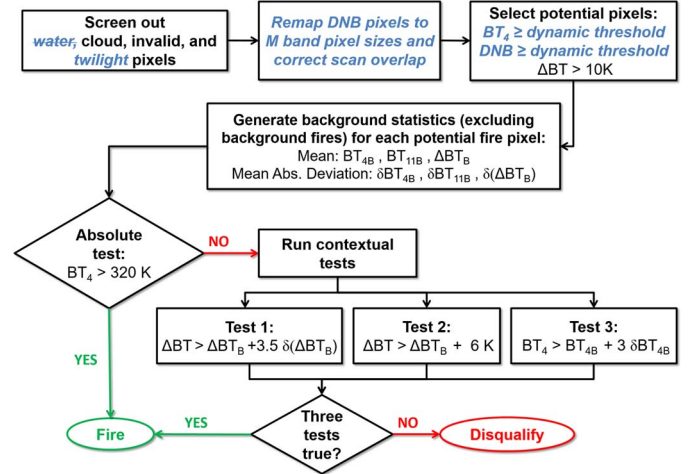 Screen out
water, cloud, invalid, and
twilight pixels
Remap DNB pixels to
M band pixel sizes and
correct scan overlap
Select potential pixels:
BT4 ≥ dynamic threshold
DNB ≥ dynamic threshold
ΔBT > 10K
Generate background statistics (excluding
background fires) for each potential fire pixel:
Mean: BT4B , BT11B , ΔBTB
Mean Abs. Deviation: δBT4B , δBT11B , δ(ΔBTB)
Absolute
test:
BT4 > 320 K
NO
Run contextual
tests
Test 1:
ΔBT > ΔBTB +3.5 δ(ΔBTB)
Test 2:
ΔBT > ΔBTB + 6 K
Test 3:
BT4 > BT4B + 3 δBT4B
YES
Three
tests
true?
YES
NO
Fire
Disqualify